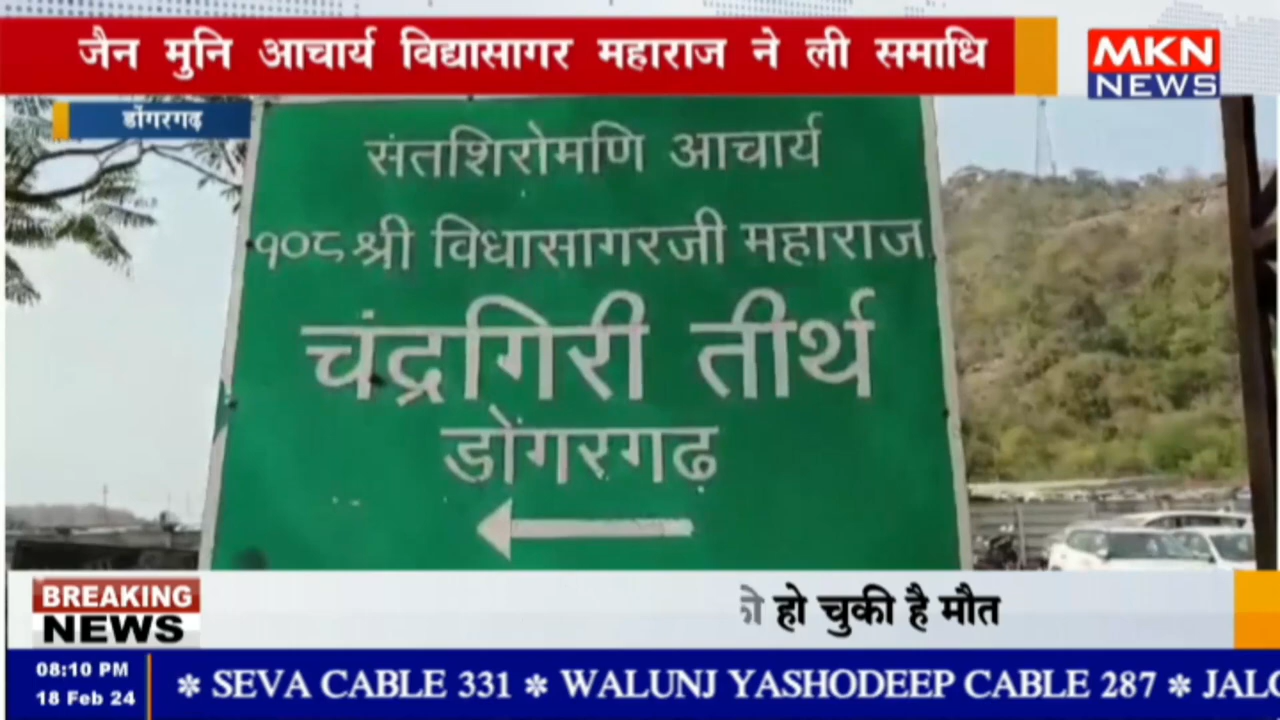 जैन मुनि आचार्य विद्यासागर महाराज ने ली समाधि
MKN
NEWS
डोंगरगढ़
संतशिरोमणि आचार्य
१०८ श्री विधासागरजी महाराज
चंद्रगिरी तीर्थ
डोंगरगढ़
BREAKING
NEWS
हो चुकी है मौत
08:10 PM
18 Feb 24
* SEVA CABLE 331 * WALUNJ YASHODEEP CABLE 287 *